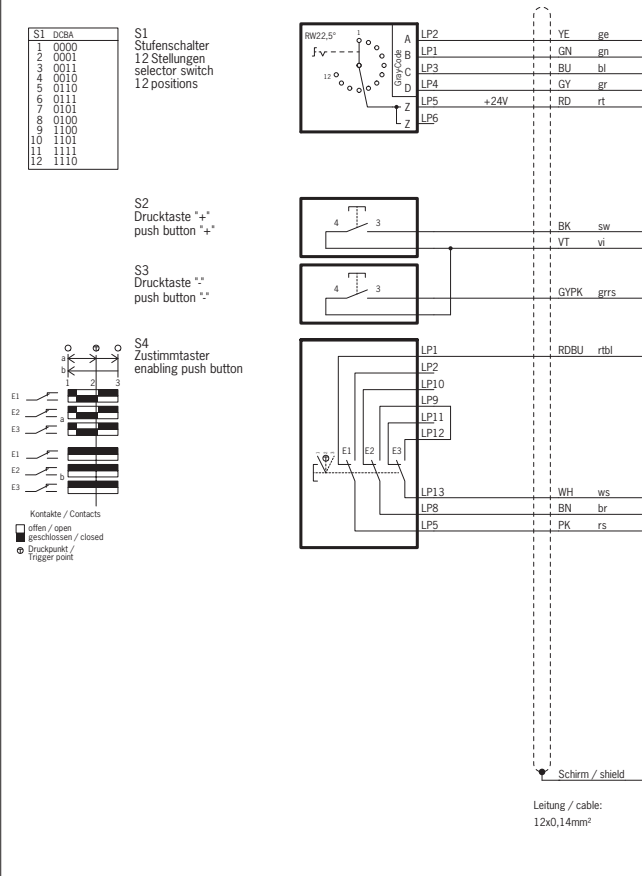 S1 DCBA
1 0000
2 0001
3 0011
4 0010
5 0110
6 0111
7 0101
8 0100
9 1100
10 1101
11 1111
12 1110
S1
Stufenschalter
12 Stellungen
selector switch
12 positions
RW22,5°
1
12
GrayCode
A
B
C
D
Z
Z
LP2
LP1
LP3
LP4
LP5 +24V
LP6
YE ge
GN gn
BU bl
GY gr
RD rt
S2
Drucktaste "+"
push button "+"
4 3
BK sw
VT vi
S3
Drucktaste "-"
push button "-"
4 3
GYPK grrs
S4
Zustimmtaster
enabling push button
a
b
1 2 3
E1
E2
a
E3
E1
E2
b
E3
Kontakte / Contacts
offen / open
geschlossen / closed
Druckpunkt /
Trigger point
LP1
LP2
LP10
LP9
LP11
LP12
E1 E2 E3
LP13
LP8
LP5
RDBU rtbl
WH ws
BN br
PK rs
Schirm / shield
Leitung / cable:
12x0,14mm²